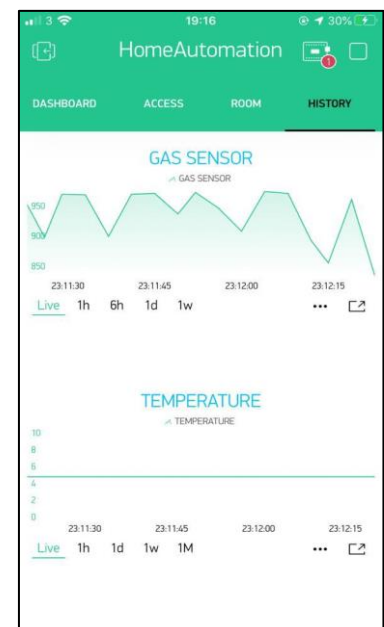 3 19:16 30%
HomeAutomation 1
DASHBOARD ACCESS ROOM HISTORY
GAS SENSOR
GAS SENSOR
950
900
850
23:11:30 23:11:45 23:12:00 23:12:15
Live 1h 6h 1d 1w ...
TEMPERATURE
TEMPERATURE
10
8
6
4
2
0
23:11:30 23:11:45 23:12:00 23:12:15
Live 1h 1d 1w 1M ...